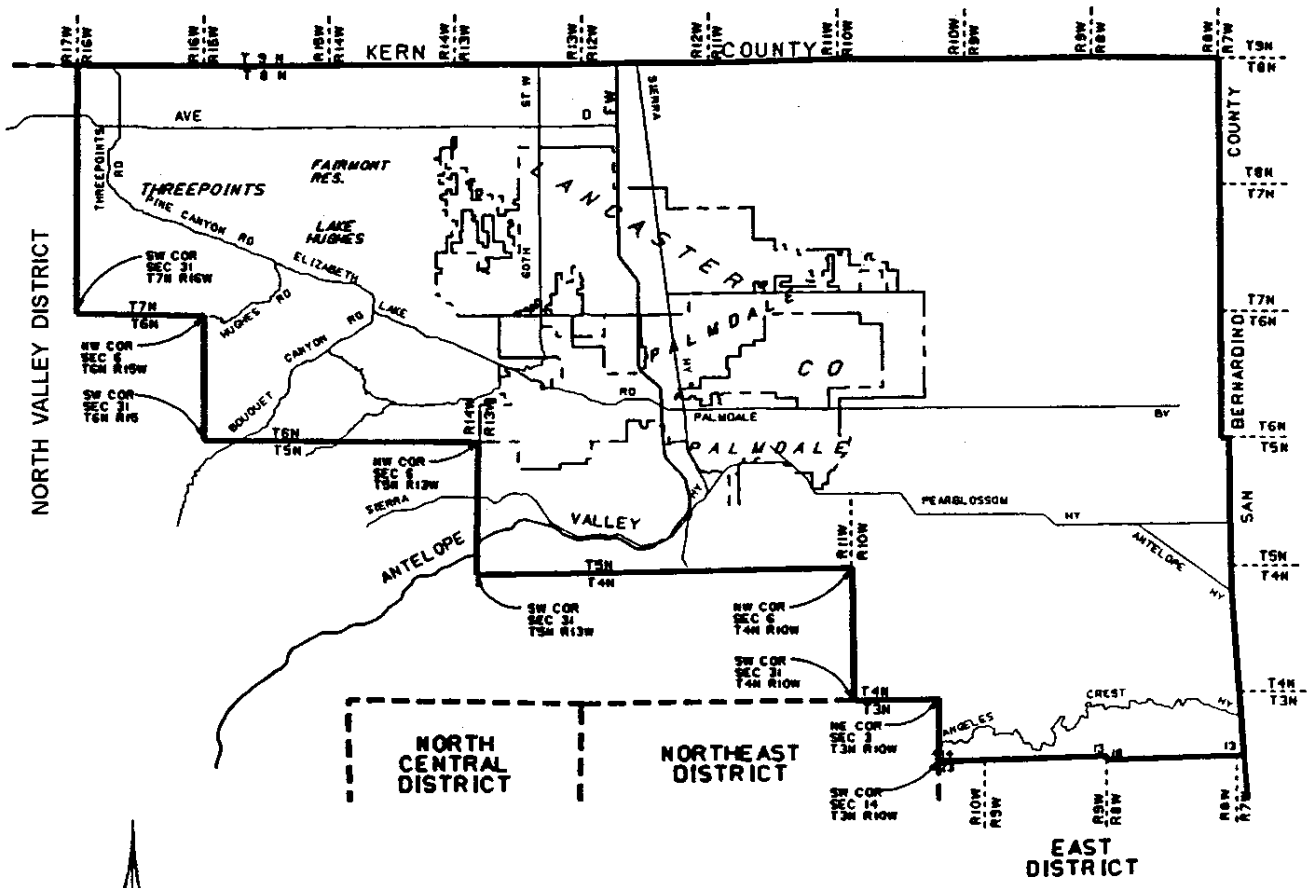 R17W
R16W
R16W
R15W
R15W
R14W
R14W
R13W
R13W
R12W
R12W
R11W
R11W
R10W
R10W
R9W
R9W
R8W
R8W
R7W
KERN COUNTY
T9N
T8N
T9N
T8N
ST W
FW
SIERRA
AVE D
COUNTY
THREEPOINTS RD
FAIRMONT
RES.
THREEPOINTS
LANCASTER
T8N
T7N
PINE CANYON RD
LAKE
HUGHES
NORTH VALLEY DISTRICT
SW COR
SEC 31
T7N R16W
ELIZABETH
60TH
T7N
T6N
HUGHES RD
LAKE
PALMDALE
T7N
T6N
NW COR
SEC 6
T6N R15W
CANYON RD
HY
CO
SW COR
SEC 31
T6N R15
BOUQUET
R14W
R13W
RD
PALMDALE
BY
BERNARDINO
T6N
T5N
PALMDALE
T6N
T5N
NW COR
SEC 6
T5N R13W
SIERRA
HY
VALLEY
PEARBLOSSOM
HY
SAN
ANTELOPE
R11W
R10W
ANTELOPE
HY
T5N
T4N
T5N
T4N
SW COR
SEC 31
T5N R13W
NW COR
SEC 6
T4N R10W
SW COR
SEC 31
T4N R10W
T4N
T3N
CREST
HY
T4N
T3N
ANGELES
NORTH
CENTRAL
DISTRICT
NORTHEAST
DISTRICT
NE COR
SEC 3
T3N R10W
13
18
13
SW COR
SEC 14
T3N R10W
R10W
R9W
R9W
R8W
R8W
R7W
EAST
DISTRICT